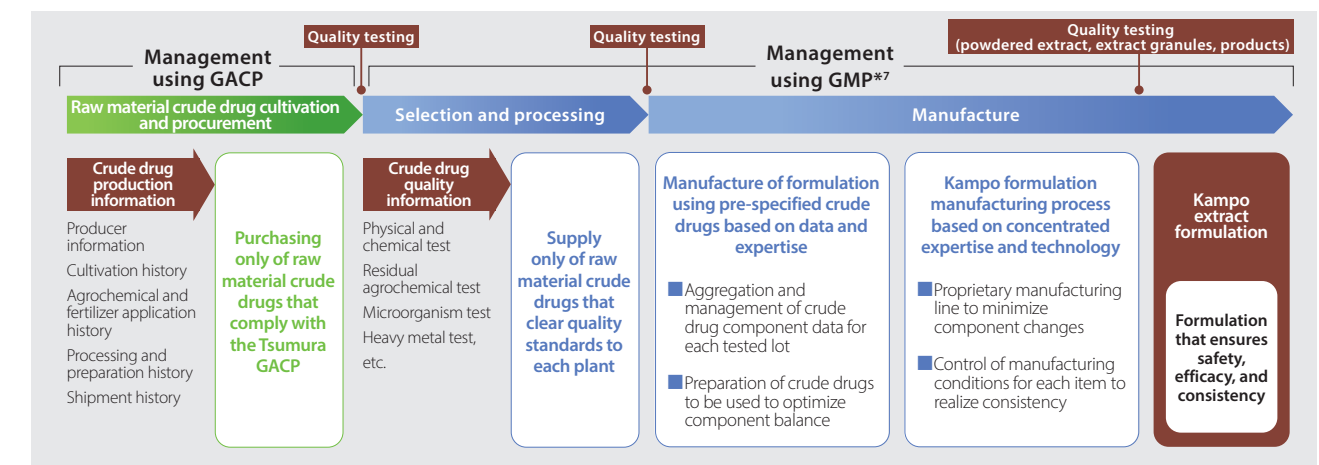 Quality testing
Quality testing
Quality testing
(powdered extract, extract granules, products)
Management
using GACP
Management
using GMP*7
Raw material crude drug cultivation
and procurement
Selection and processing
Manufacture
Crude drug
production
information
Producer
information
Cultivation history
Agrochemical and
fertilizer application
history
Processing and
preparation history
Shipment history
Purchasing
only of raw
material crude
drugs that
comply with
the Tsumura
GACP
Crude drug
quality
information
Physical and
chemical test
Residual
agrochemical test
Microorganism test
Heavy metal test,
etc.
Supply
only of raw
material crude
drugs that
clear quality
standards to
each plant
Manufacture of formulation
using pre-specified crude
drugs based on data and
expertise
■Aggregation and
management of crude
drug component data for
each tested lot
■Preparation of crude drugs
to be used to optimize
component balance
Kampo formulation
manufacturing process
based on concentrated
expertise and technology
■Proprietary manufacturing
line to minimize
component changes
■Control of manufacturing
conditions for each item to
realize consistency
Kampo
extract
formulation
Formulation
that ensures
safety,
efficacy, and
consistency